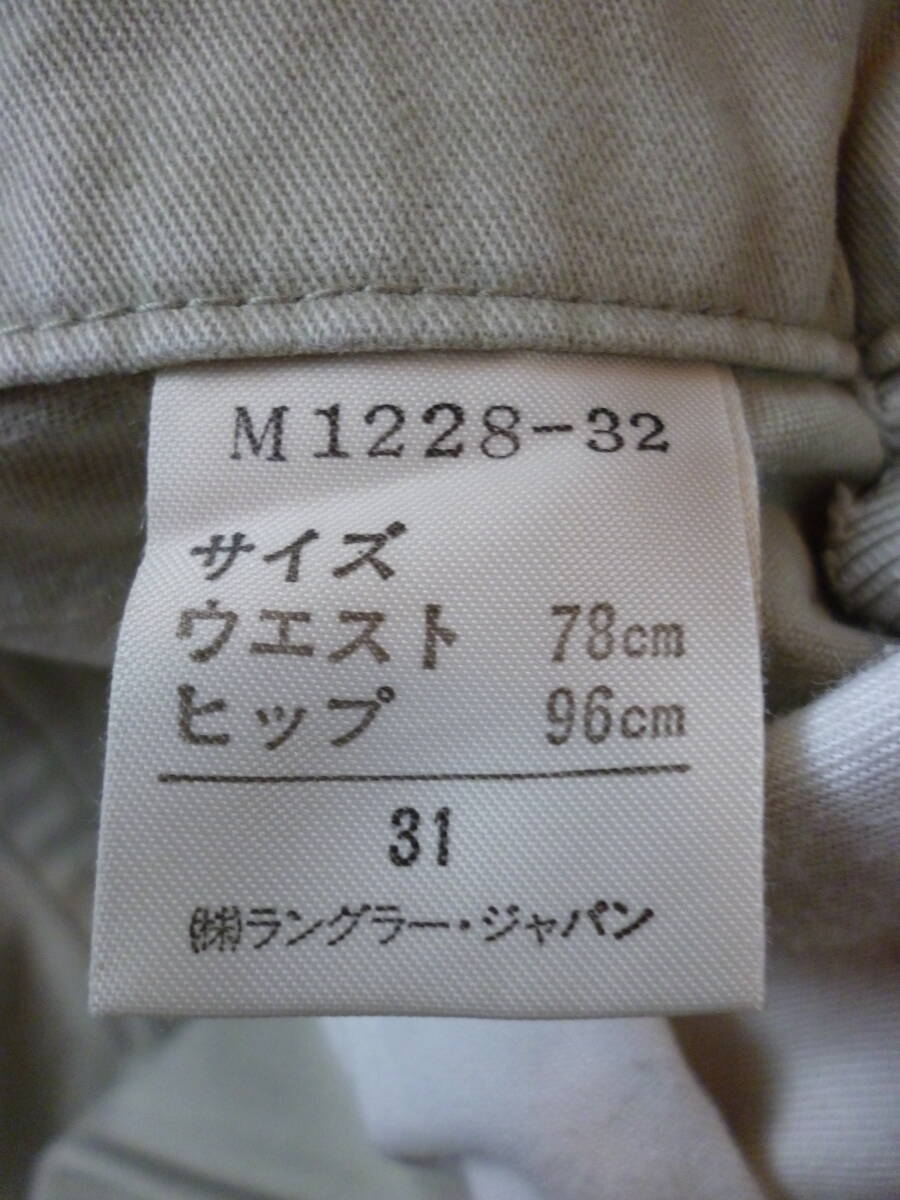 M1228-32
サイズ
ウエスト 78cm
ヒップ 96cm
31
㈱ラングラー・ジャパン